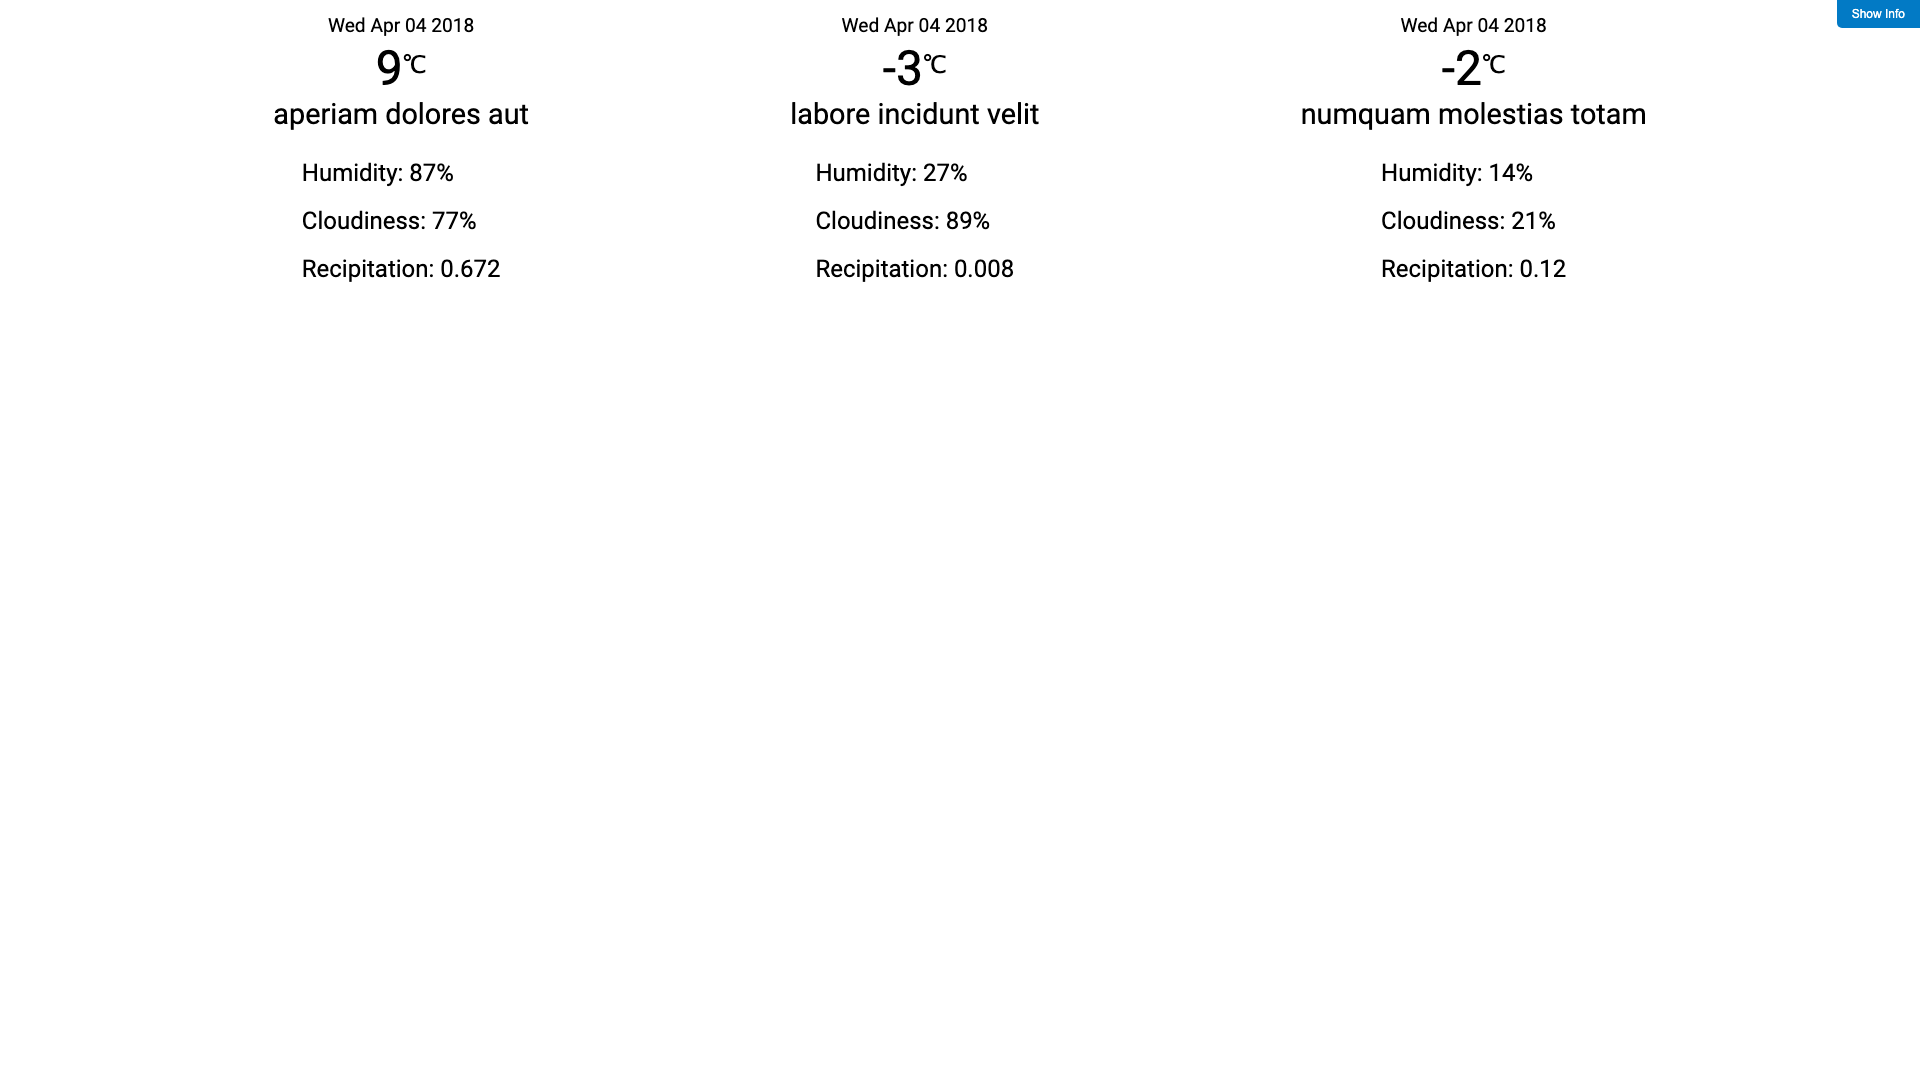 Show Info
Wed Apr 04 2018
9℃
aperiam dolores aut
Humidity: 87%
Cloudiness: 77%
Recipitation: 0.672
Wed Apr 04 2018
-3℃
labore incidunt velit
Humidity: 27%
Cloudiness: 89%
Recipitation: 0.008
Wed Apr 04 2018
-2℃
numquam molestias totam
Humidity: 14%
Cloudiness: 21%
Recipitation: 0.12